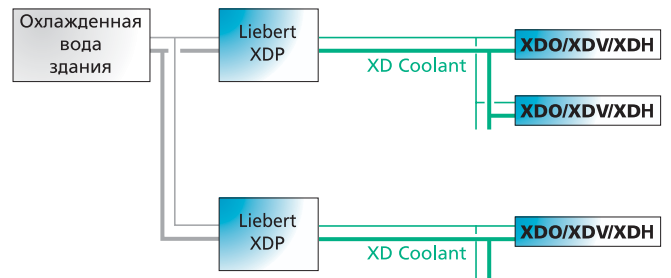 Охлажденная
вода
здания
Liebert
XDP
XD Coolant
XDO/XDV/XDH
XDO/XDV/XDH
Liebert
XDP
XD Coolant
XDO/XDV/XDH